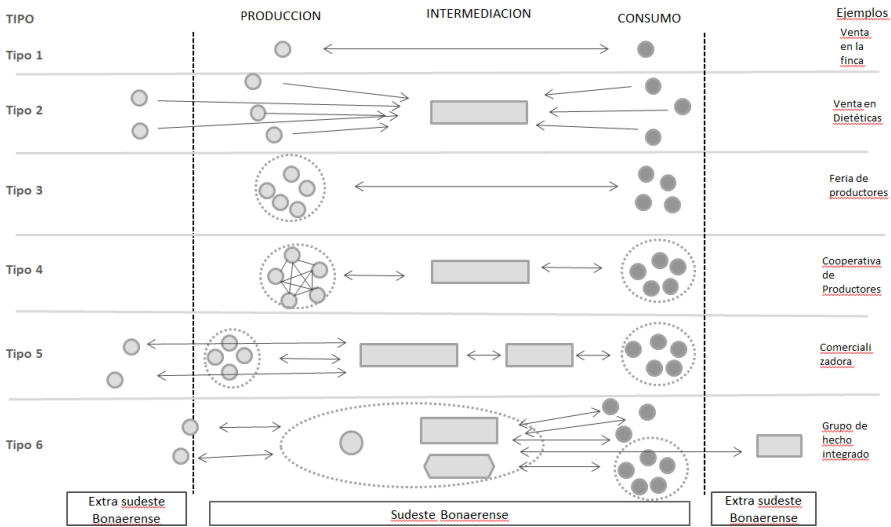 TIPO
PRODUCCION
INTERMEDIACION
CONSUMO
Ejemplos
Tipo 1
Venta
en la
finca
Tipo 2
Venta en
Dietéticas
Tipo 3
Feria de
productores
Tipo 4
Cooperativa
de
Productores
Tipo 5
Comerciali
zadora
Tipo 6
Grupo de
hecho
integrado
Extra sudeste
Bonaerense
Sudeste Bonaerense
Extra sudeste
Bonaerense